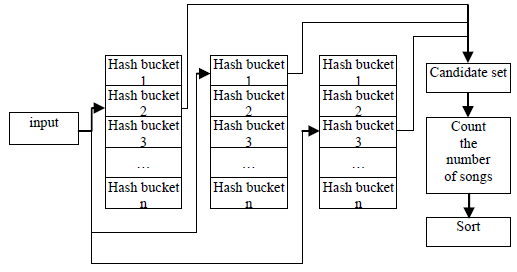 input
Hash bucket
1
Hash bucket
2
Hash bucket
3
...
Hash bucket
n
Hash bucket
1
Hash bucket
2
Hash bucket
3
...
Hash bucket
n
Hash bucket
1
Hash bucket
2
Hash bucket
3
...
Hash bucket
n
Candidate set
Count
the
number
of songs
Sort